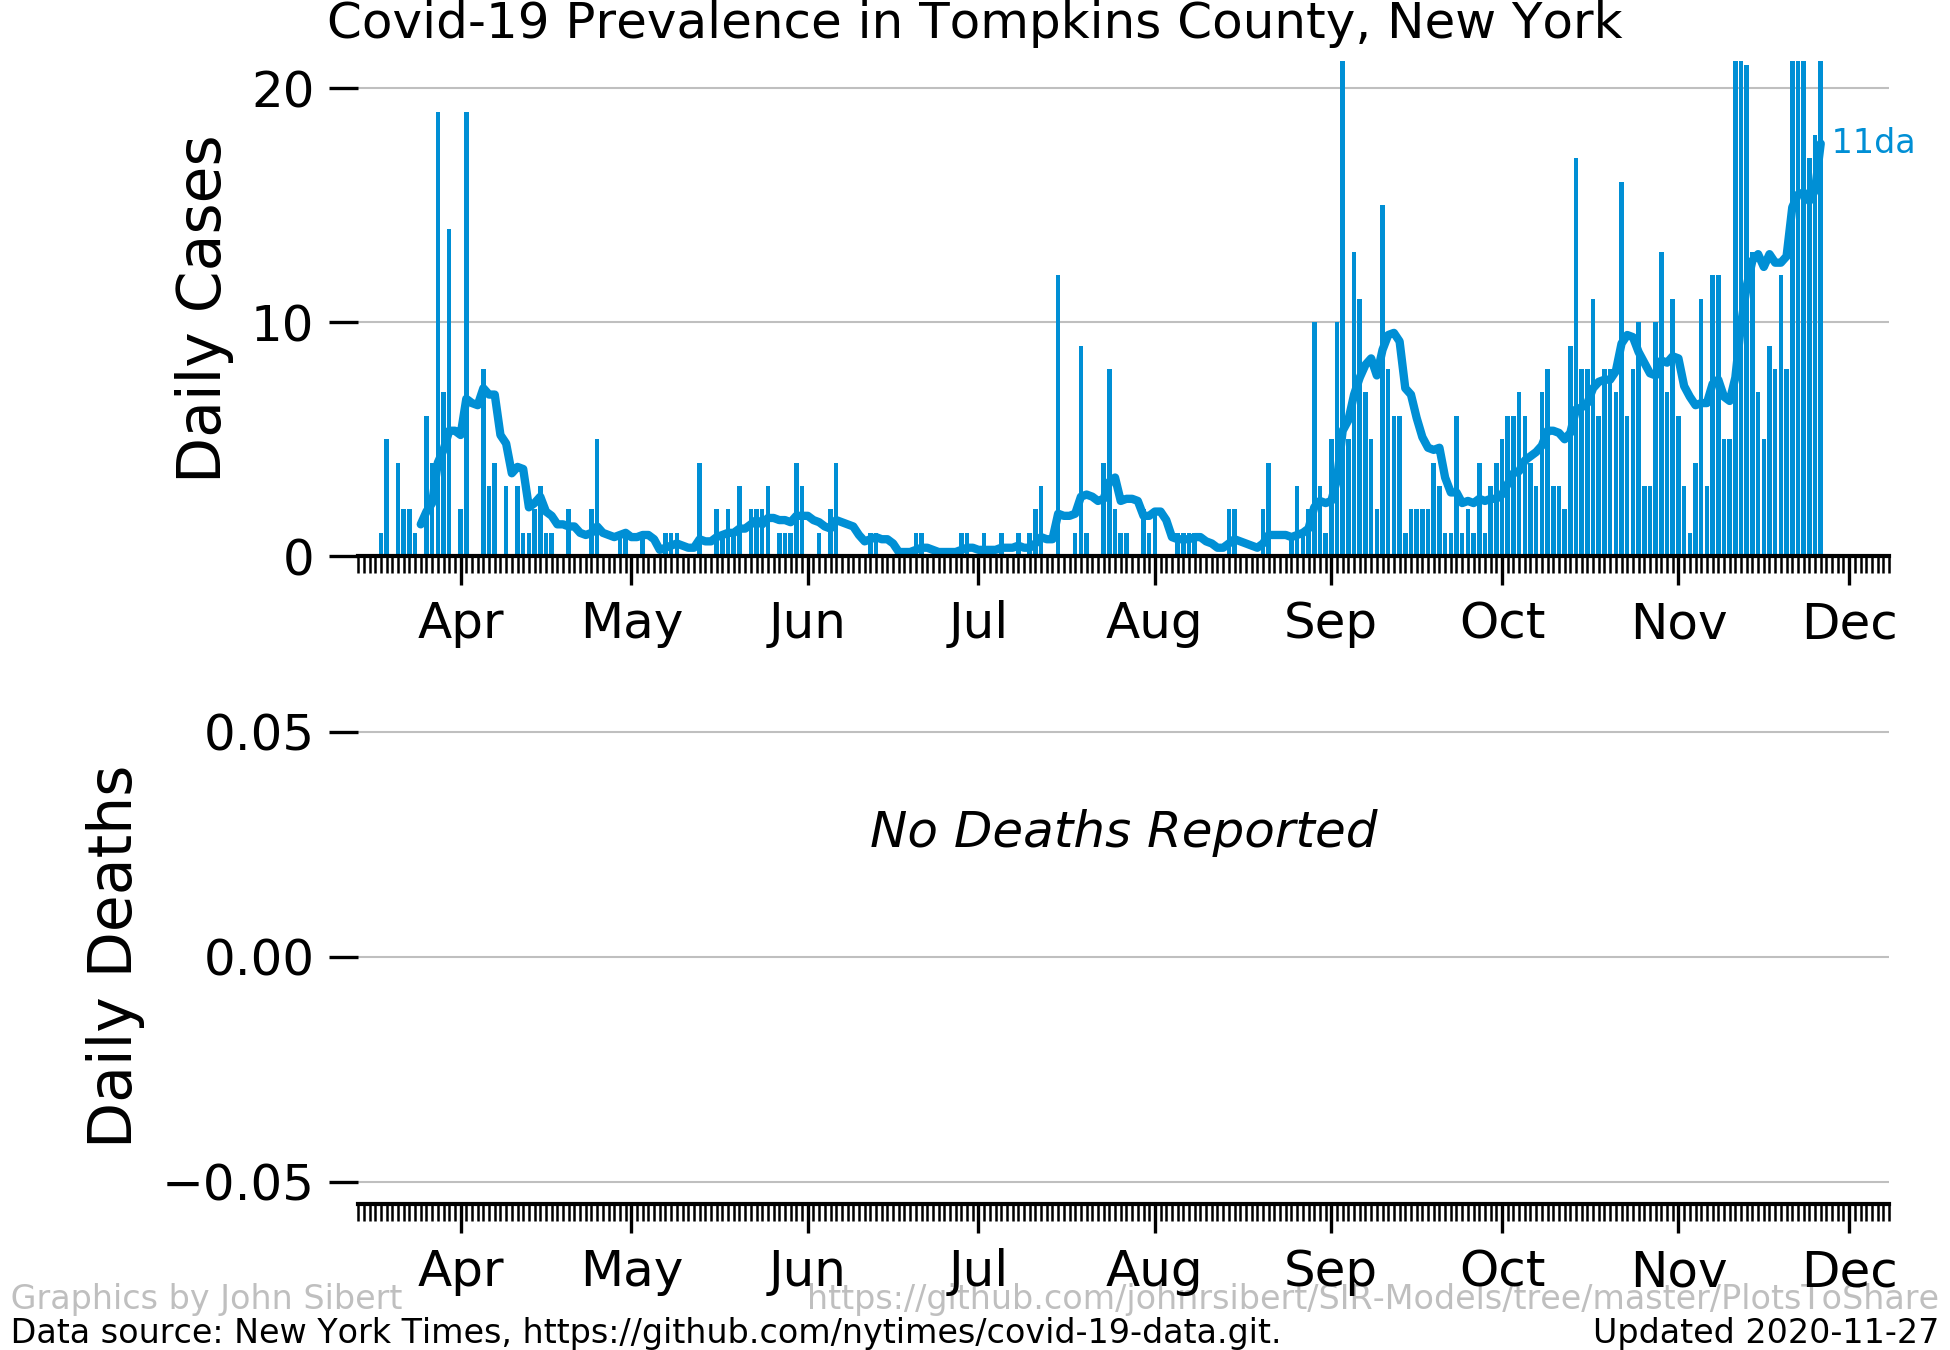 Covid-19 Prevalence in Tompkins County, New York
Daily Cases
20
10
0
11da
Apr May Jun Jul Aug Sep Oct Nov Dec
Daily Deaths
0.05
0.00
−0.05
No Deaths Reported
Apr May Jun Jul Aug Sep Oct Nov Dec
Graphics by John Sibert https://github.com/johnrsibert/SIR-Models/tree/master/PlotsToShare
Data source: New York Times, https://github.com/nytimes/covid-19-data.git. Updated 2020-11-27